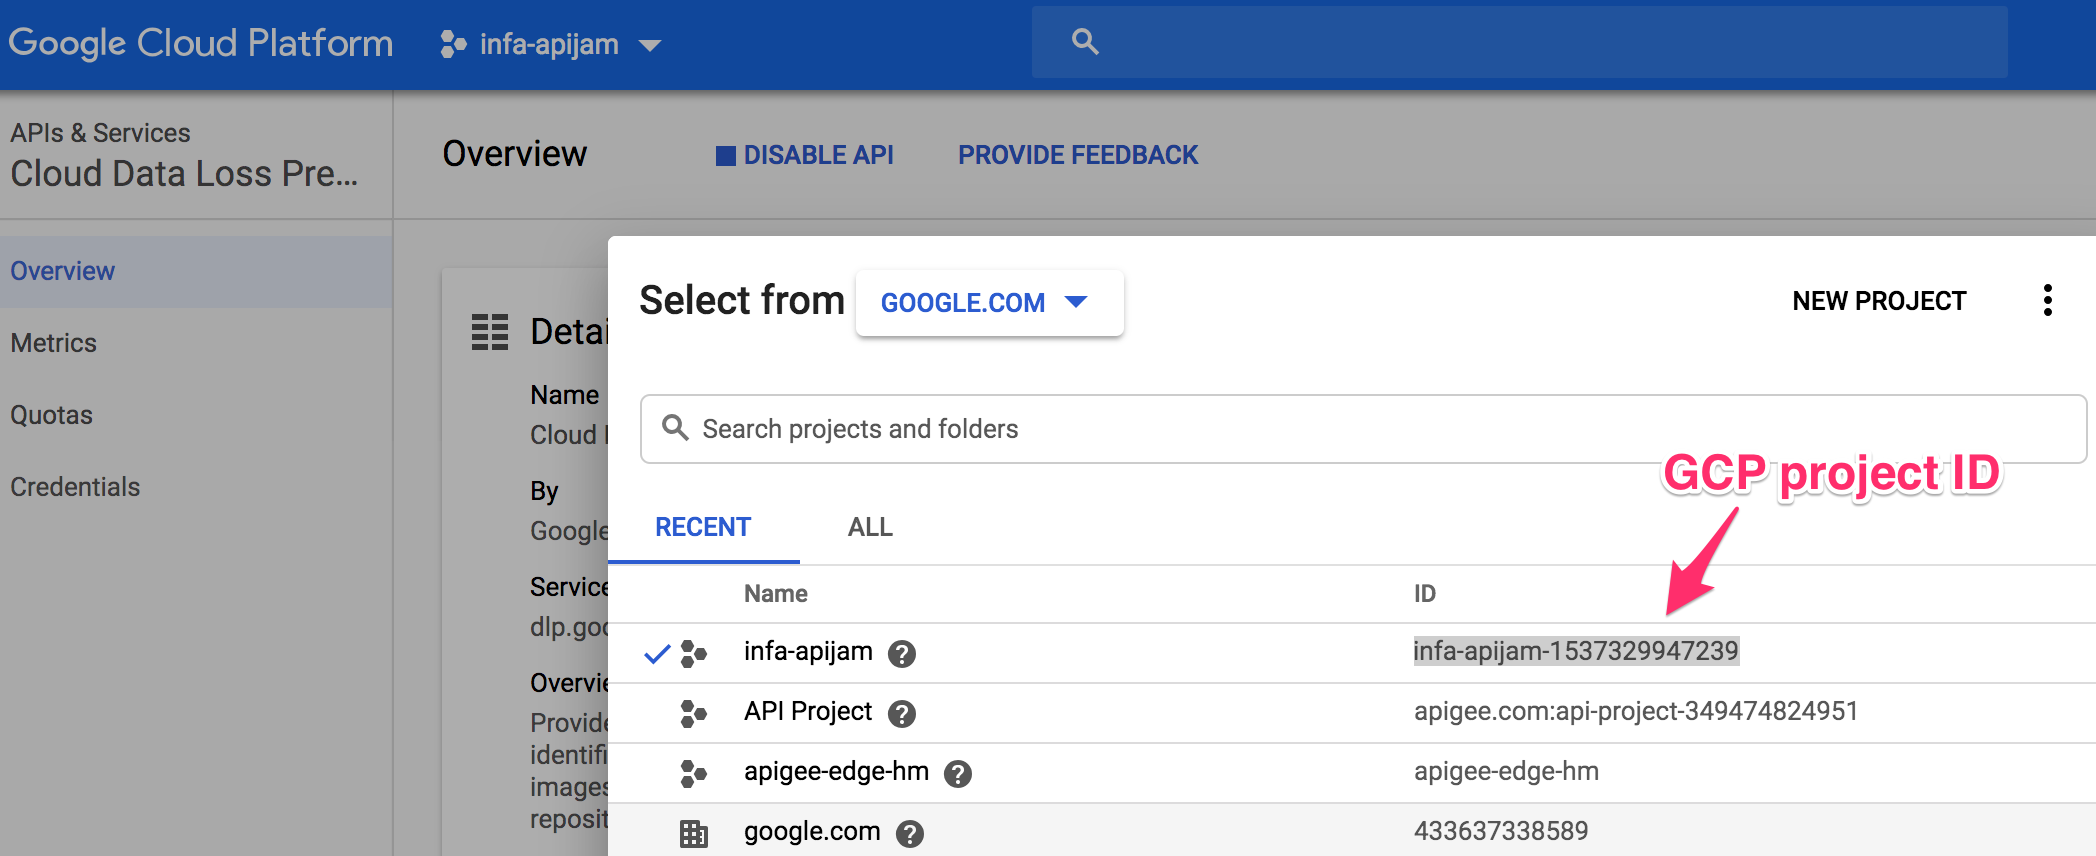 Google Cloud Platform infa-apijam
APIs & Services
Cloud Data Loss Pre...
Overview DISABLE API PROVIDE FEEDBACK
Overview
Metrics
Quotas
Credentials
Detai
Name
Cloud
By
Google
Service
dlp.goo
Overvie
Provide
identifi
images
reposit
Select from GOOGLE.COM NEW PROJECT
Search projects and folders
GCP project ID
RECENT ALL
Name ID
infa-apijam infa-apijam-1537329947239
API Project apigee.com:api-project-349474824951
apigee-edge-hm apigee-edge-hm
google.com 433637338589